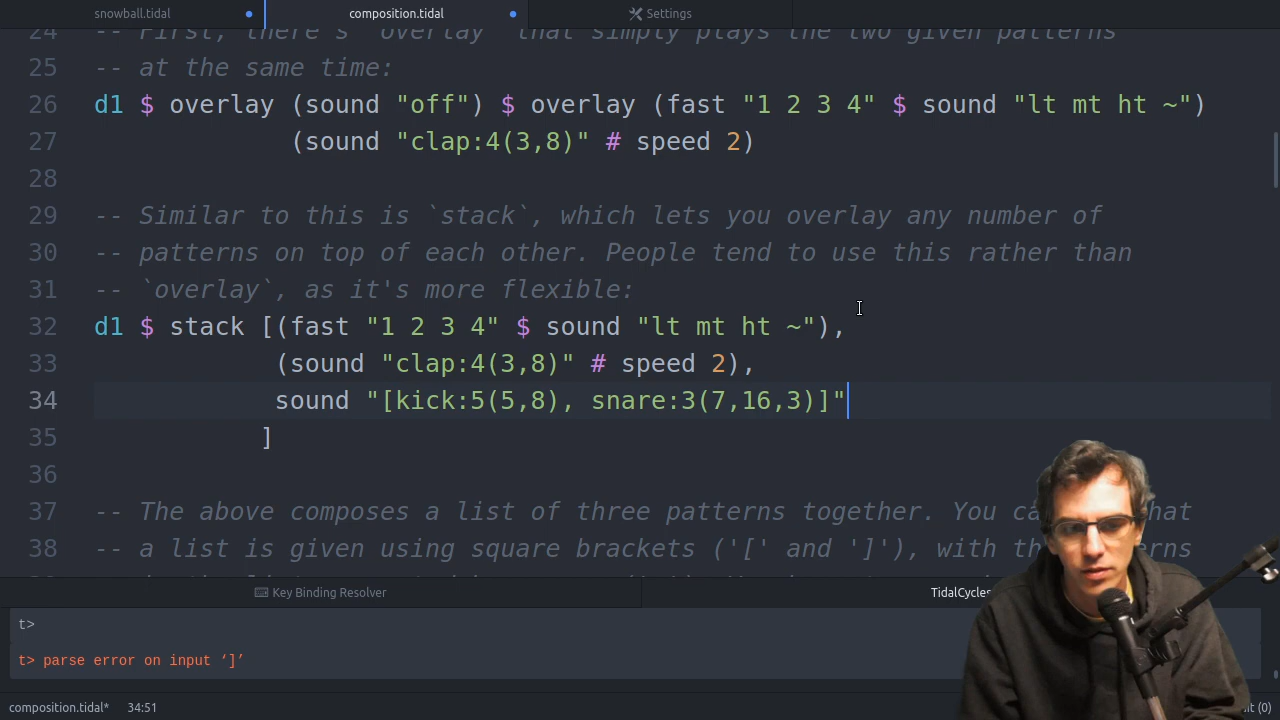 snowball.tidal composition.tidal Settings
24 -- First, there's `overlay` that simply plays the two given patterns
25 -- at the same time:
26 d1 $ overlay (sound "off") $ overlay (fast "1 2 3 4" $ sound "lt mt ht ~")
27 (sound "clap:4(3,8)" # speed 2)
28
29 -- Similar to this is `stack`, which lets you overlay any number of
30 -- patterns on top of each other. People tend to use this rather than
31 -- `overlay`, as it's more flexible:
32 d1 $ stack [(fast "1 2 3 4" $ sound "lt mt ht ~"),
33 (sound "clap:4(3,8)" # speed 2),
34 sound "[kick:5(5,8), snare:3(7,16,3)]"
35 ]
36
37 -- The above composes a list of three patterns together. You
38 -- a list is given using square brackets ('[' and ']'), with
Key Binding Resolver TidalCycles
t>
t> parse error on input ‘]’
composition.tidal* 34:51 (0)